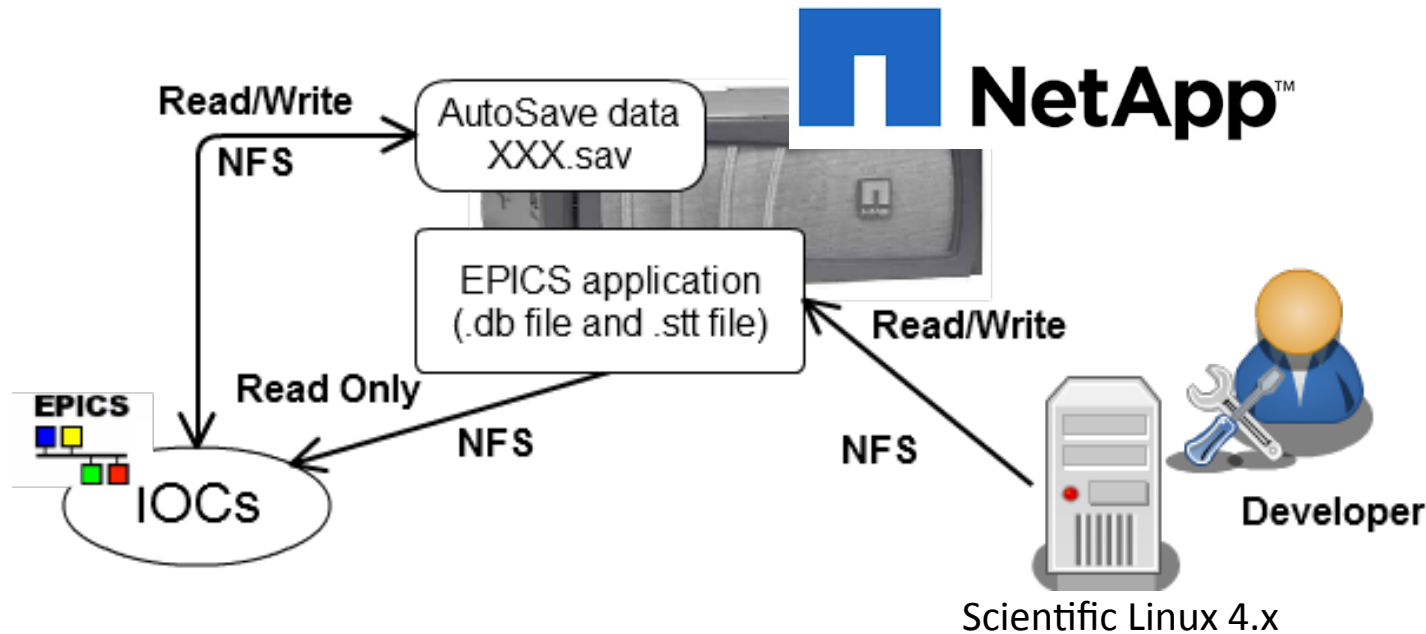 NetApp™
Read/Write
NFS
AutoSave data
XXX.sav
EPICS application
(.db file and .stt file)
Read/Write
NFS
Read Only
NFS
EPICS
IOCs
Developer
Scientific Linux 4.x